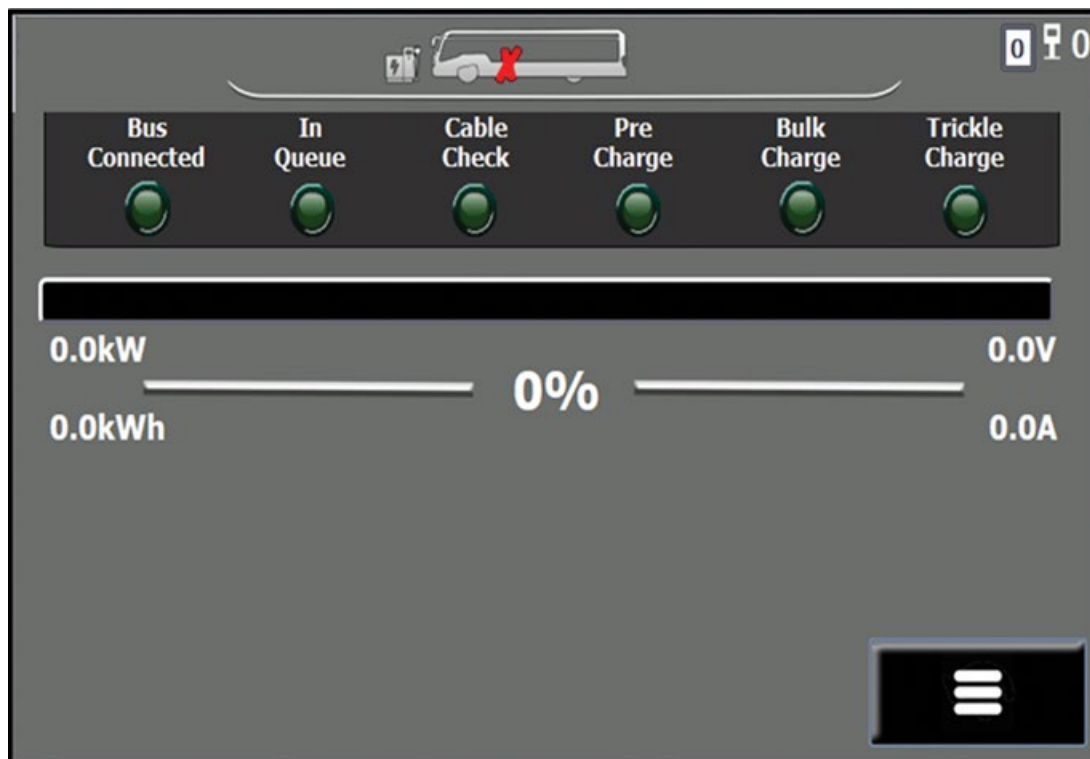 0 0
Bus Connected
In Queue
Cable Check
Pre Charge
Bulk Charge
Trickle Charge
0.0kW
0.0V
0%
0.0kWh
0.0A